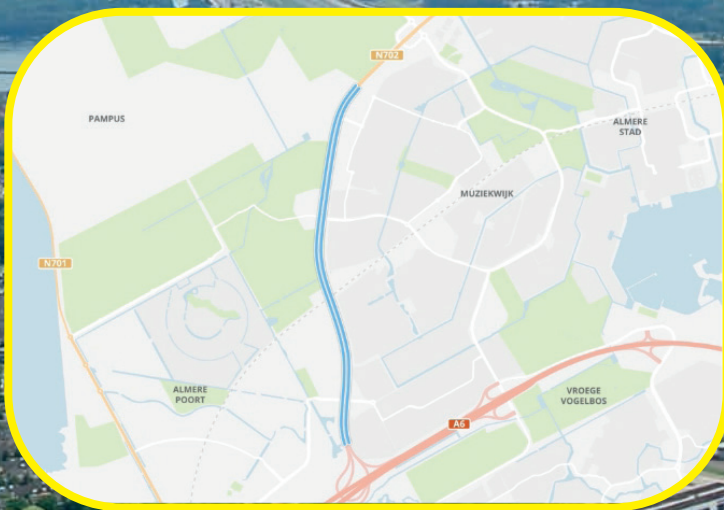 N702
PAMPUS
ALMERE
STAD
MUZIEKWIJK
N701
ALMERE
POORT
VROEGE
VOGELBOS
A6